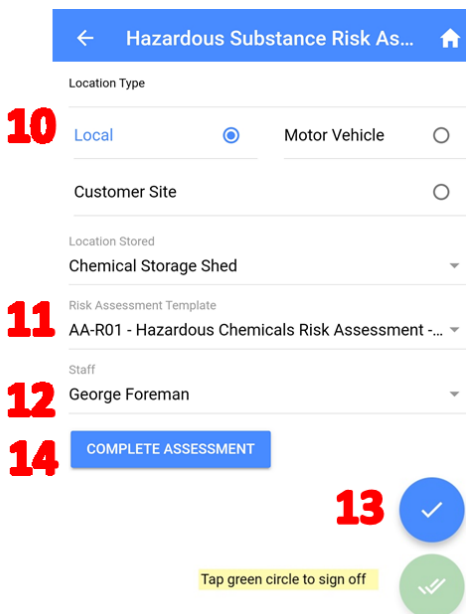 Hazardous Substance Risk As...
Location Type
10
Local
Motor Vehicle
Customer Site
Location Stored
Chemical Storage Shed
Risk Assessment Template
11
AA-R01 - Hazardous Chemicals Risk Assessment -...
Staff
12
George Foreman
14
COMPLETE ASSESSMENT
13
Tap green circle to sign off